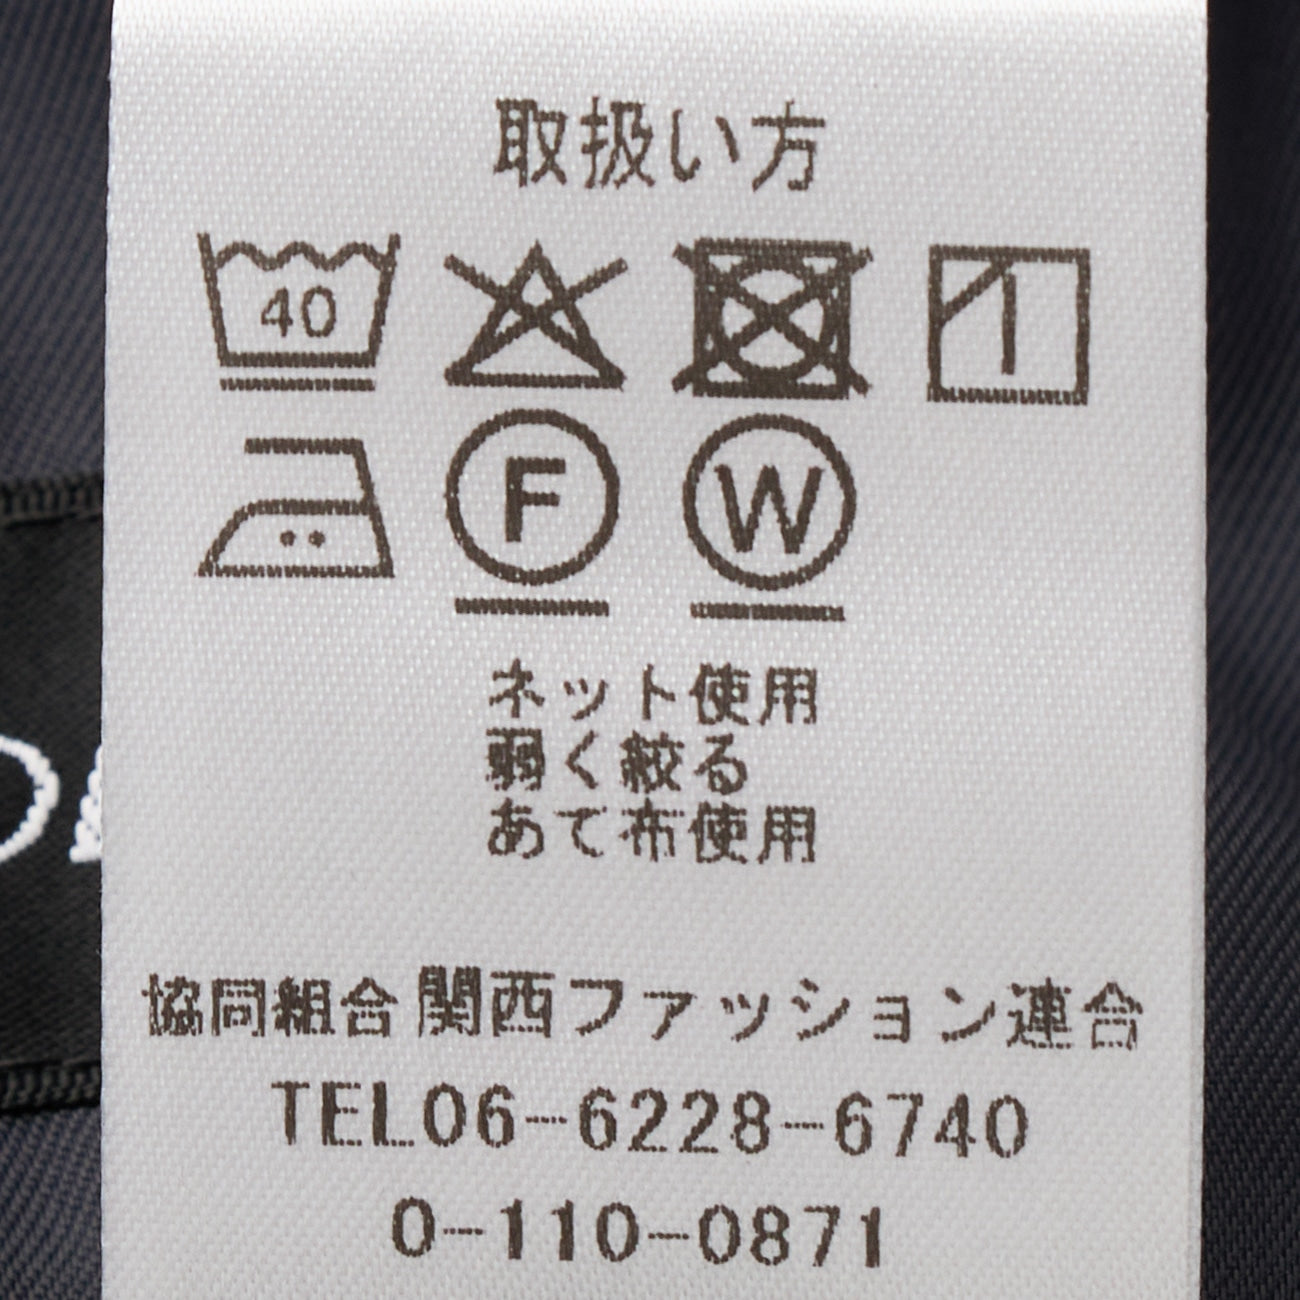 取扱い方
40
F W
ネット使用
弱く絞る
あて布使用
協同組合関西ファッション連合
TEL06-6228-6740
0-110-0871